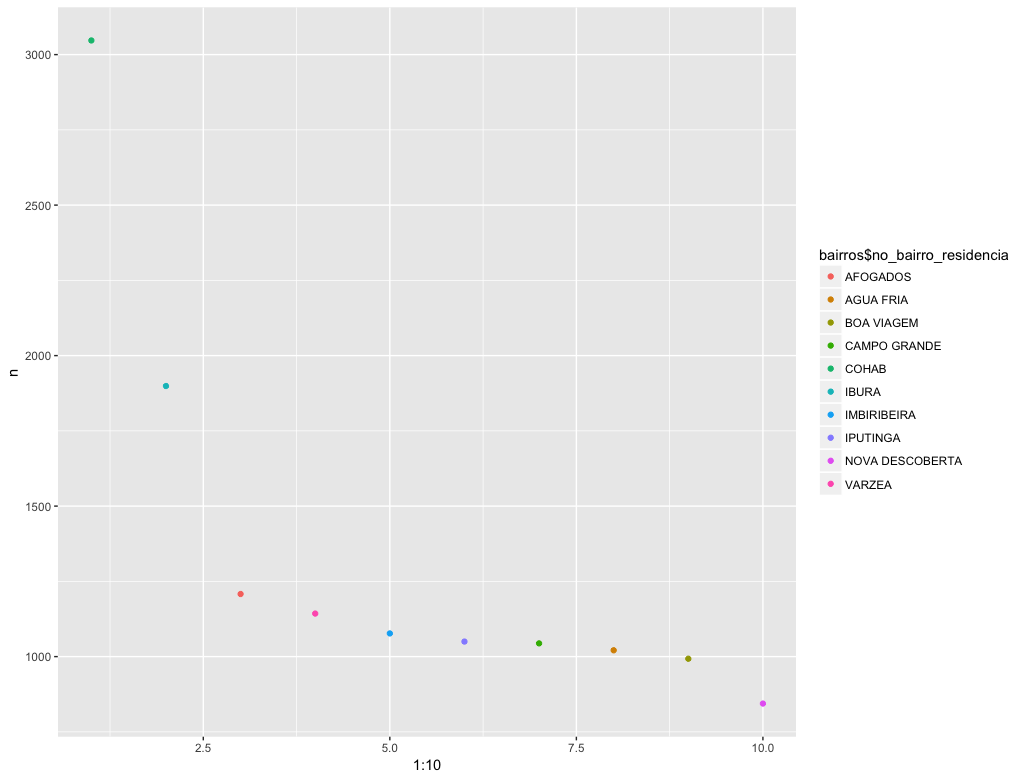 3000
2500
2000
1500
1000
n
2.5 5.0 7.5 10.0
1:10
bairros$no_bairro_residencia
AFOGADOS
AGUA FRIA
BOA VIAGEM
CAMPO GRANDE
COHAB
IBURA
IMBIRIBEIRA
IPUTINGA
NOVA DESCOBERTA
VARZEA